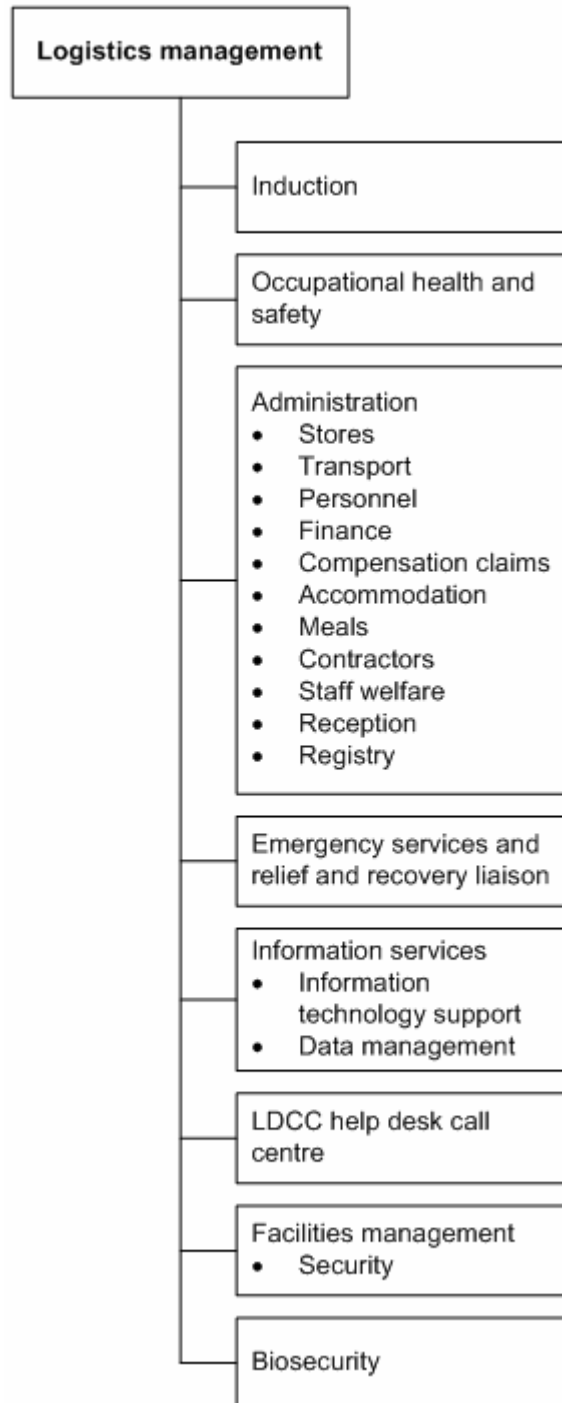 Logistics management
Induction
Occupational health and
safety
Administration
• Stores
• Transport
• Personnel
• Finance
• Compensation claims
• Accommodation
• Meals
• Contractors
• Staff welfare
• Reception
• Registry
Emergency services and
relief and recovery liaison
Information services
• Information
technology support
• Data management
LDCC help desk call
centre
Facilities management
• Security
Biosecurity